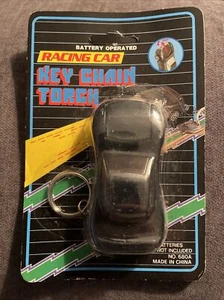 BATTERY OPERATED
RACING CAR
KEY CHAIN
TORCH
BATTERIES
NOT INCLUDED
NO. 680A
MADE IN CHINA